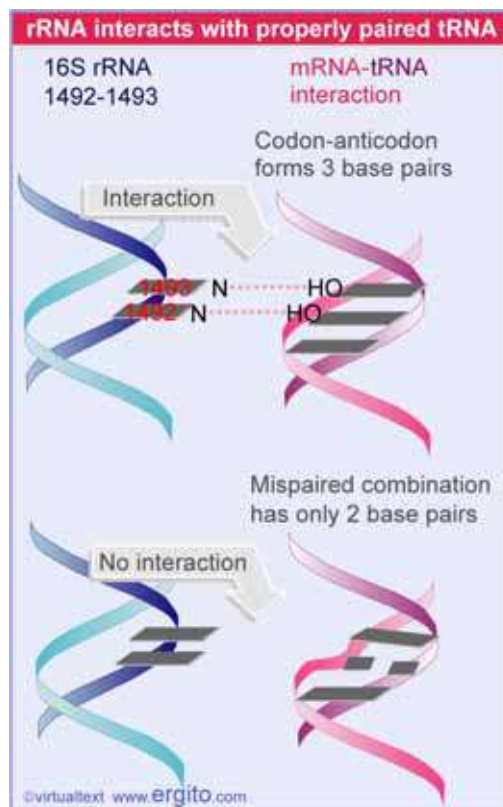 rRNA interacts with properly paired tRNA
16S rRNA
1492-1493
mRNA-tRNA
interaction
Codon-anticodon
forms 3 base pairs
Interaction
1493 N HO
1492 N HO
Mispaired combination
has only 2 base pairs
No interaction
©virtualtext www.ergito.com